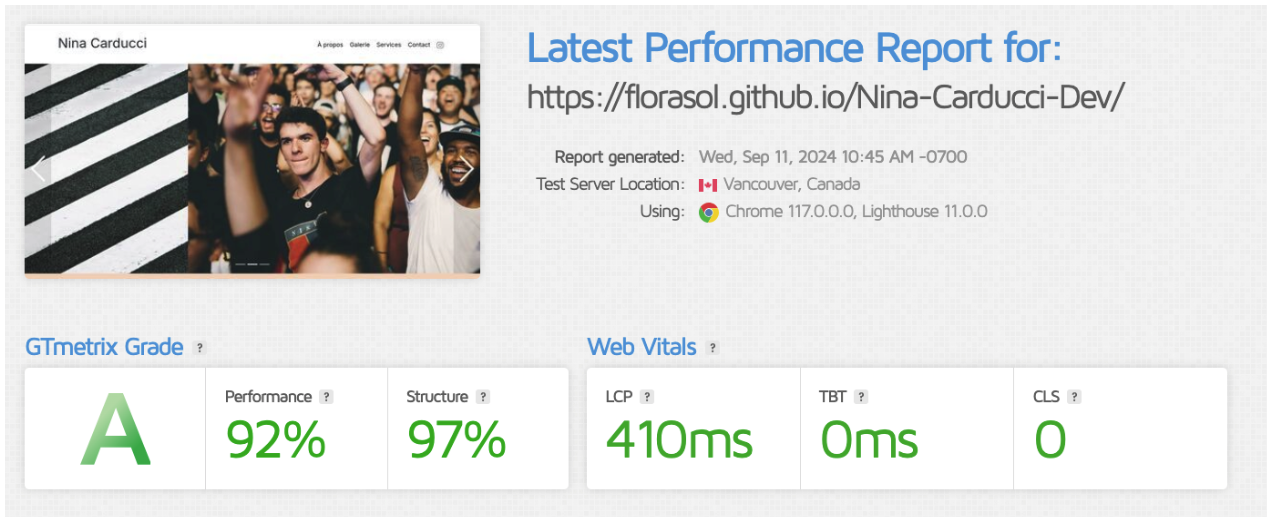 Nina Carducci
À propos Galerie Services Contact
Latest Performance Report for:
https://florasol.github.io/Nina-Carducci-Dev/
Report generated: Wed, Sep 11, 2024 10:45 AM -0700
Test Server Location: Vancouver, Canada
Using: Chrome 117.0.0.0, Lighthouse 11.0.0
GTmetrix Grade ?
Web Vitals ?
A
Performance ?
92%
Structure ?
97%
LCP ?
410ms
TBT ?
0ms
CLS ?
0